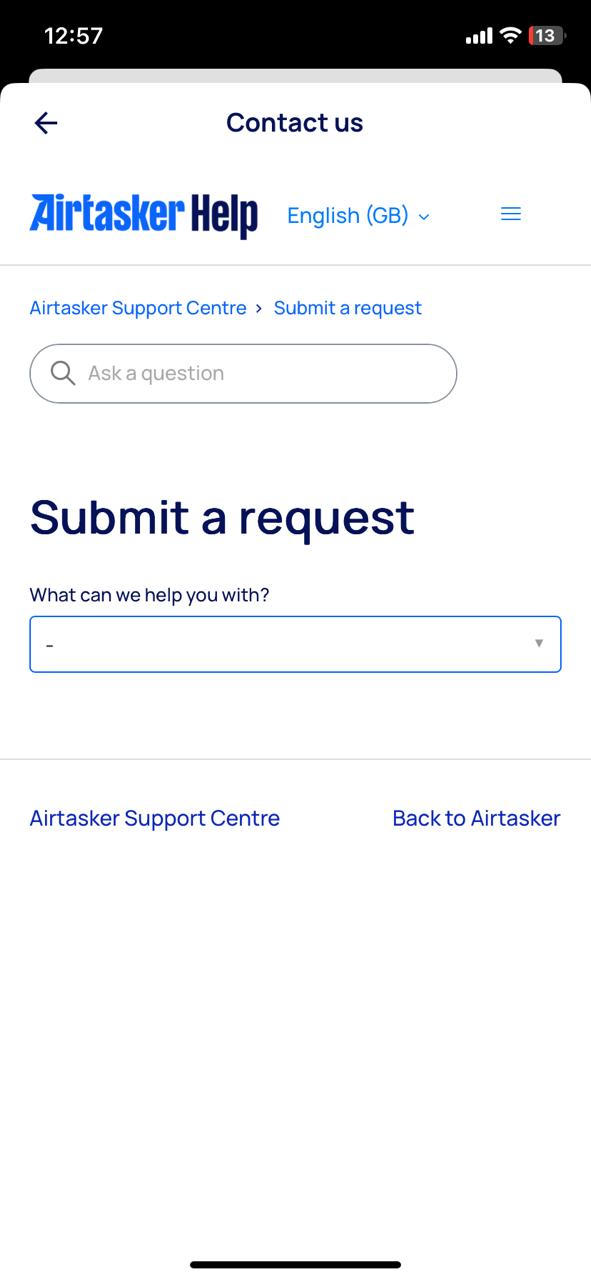 12:57
13
Contact us
Airtasker Help
English (GB)
Airtasker Support Centre > Submit a request
Ask a question
Submit a request
What can we help you with?
-
Airtasker Support Centre
Back to Airtasker